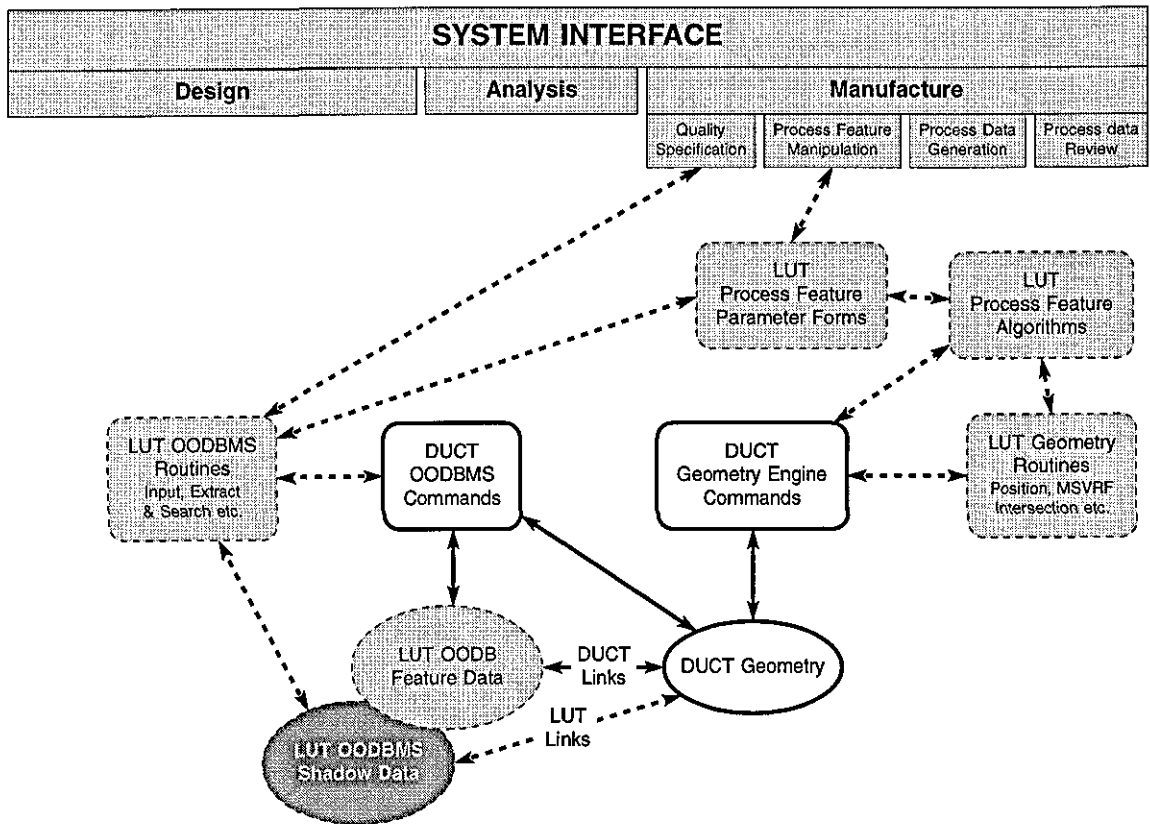 SYSTEM INTERFACE
Design
Analysis
Manufacture
Quality
Specification
Process Feature
Manipulation
Process Data
Generation
Process data
Review
LUT
Process Feature
Parameter Forms
LUT
Process Feature
Algorithms
LUT OODBMS
Routines
Input, Extract
& Search etc.
DUCT
OODBMS
Commands
DUCT
Geometry Engine
Commands
LUT Geometry
Routines
Position, MSVRF
Intersection etc.
LUT OODB
Feature Data
DUCT
Links
DUCT Geometry
LUT
Links
LUT OODBMS
Shadow Data